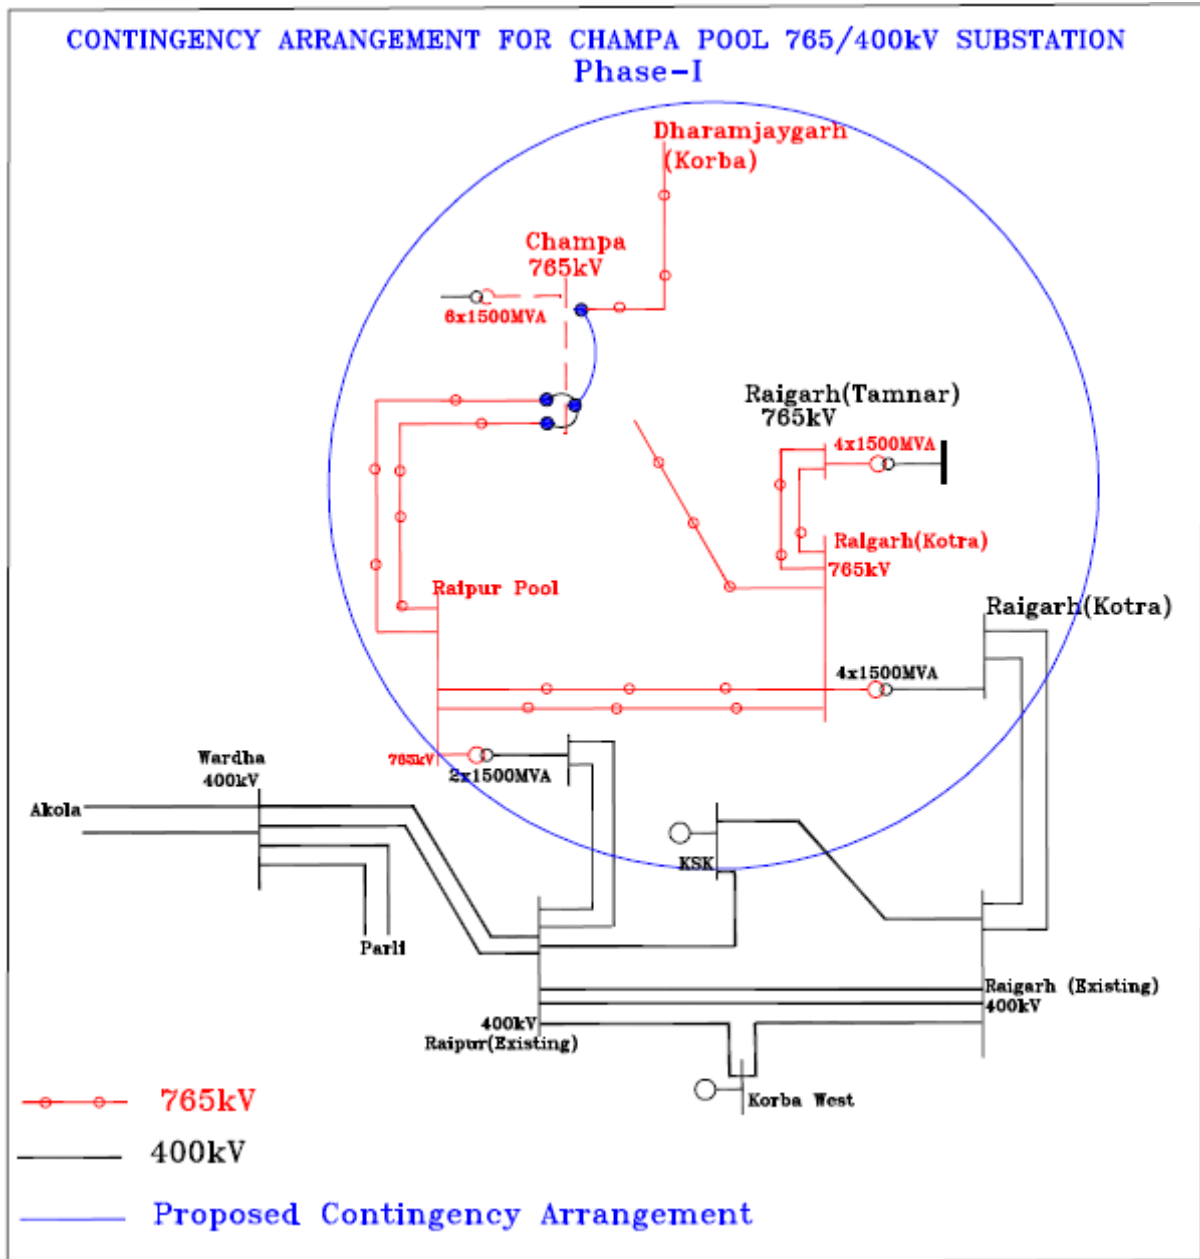 CONTINGENCY ARRANGEMENT FOR CHAMPA POOL 765/400kV SUBSTATION
Phase-I
Dharamjaygarh
(Korba)
Champa
765kV
6x1500MVA
Raigarh(Tamnar)
765kV
4x1500MVA
Raigarh(Kotra)
765kV
Raipur Pool
Raigarh(Kotra)
4x1500MVA
Wardha
400kV
765kV
2x1500MVA
Akola
KSK
Parli
Raigarh (Existing)
400kV
400kV
Raipur(Existing)
Korba West
765kV
400kV
Proposed Contingency Arrangement